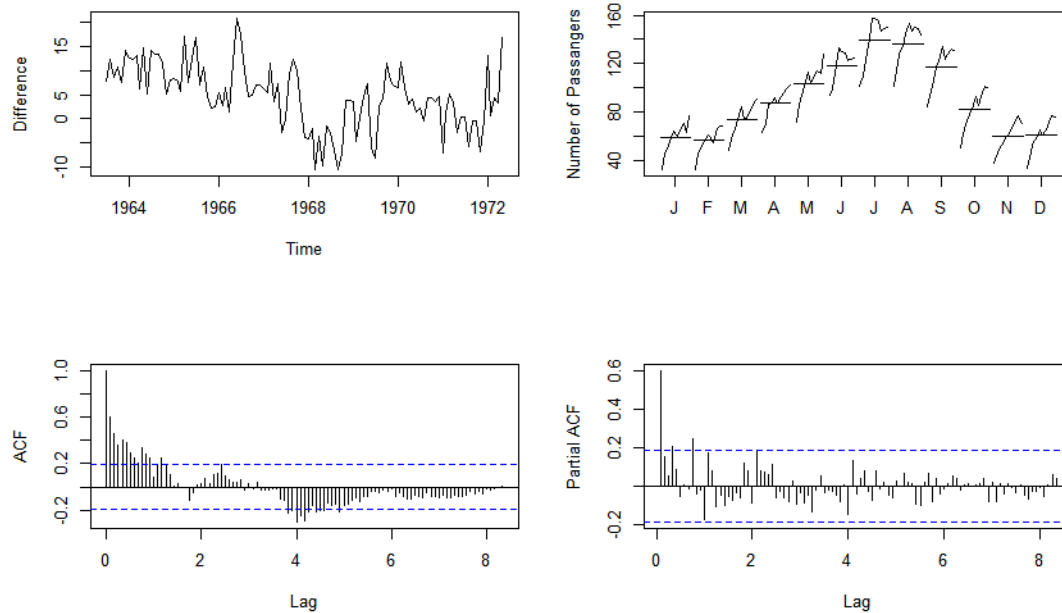 Difference
-10 0 5 15
1964 1966 1968 1970 1972
Time
Number of Passangers
40 80 120 160
J F M A M J J A S O N D
ACF
-0.2 0.2 0.6 1.0
0 2 4 6 8
Lag
Partial ACF
-0.2 0.2 0.4 0.6
0 2 4 6 8
Lag